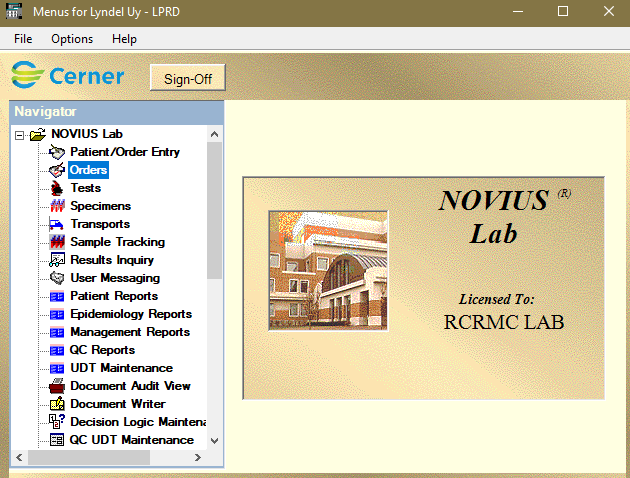 Menus for Lyndel Uy - LPRD
File Options Help
Cerner
Sign-Off
Navigator
NOVIUS Lab
Patient/Order Entry
Orders
Tests
Specimens
Transports
Sample Tracking
Results Inquiry
User Messaging
Patient Reports
Epidemiology Reports
Management Reports
QC Reports
UDT Maintenance
Document Audit View
Document Writer
Decision Logic Maintena
QC UDT Maintenance
NOVIUS (R)
Lab
Licensed To:
RCRMC LAB